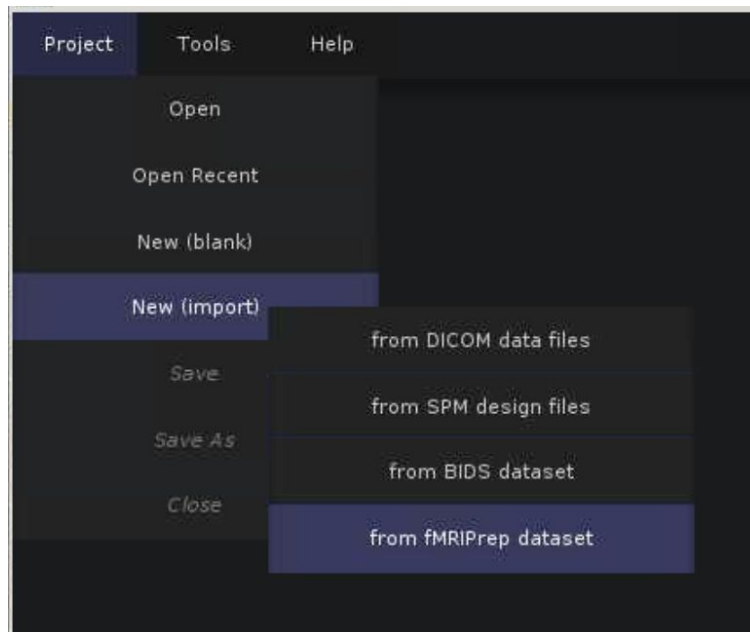 Project Tools Help
Open
Open Recent
New (blank)
New (import)
from DICOM data files
Save
from SPM design files
Save As
from BIDS dataset
Close
from fMRIPrep dataset